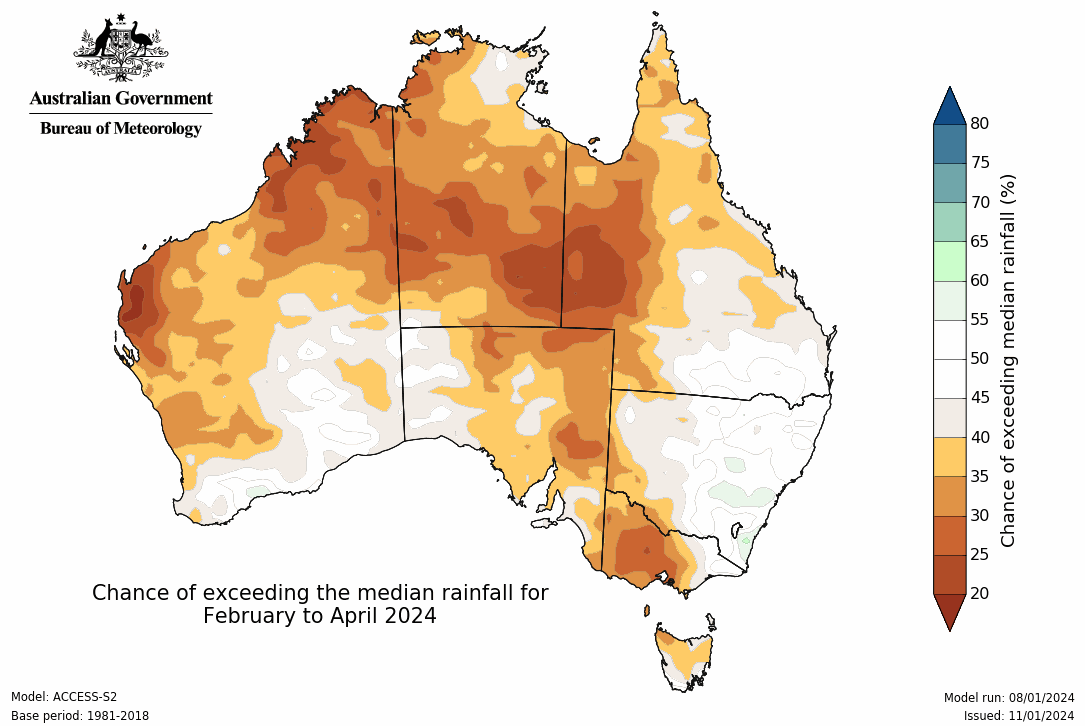 Australian Government
Bureau of Meteorology
80
75
70
65
60
55
50
45
40
35
30
25
20
Chance of exceeding median rainfall (%)
Chance of exceeding the median rainfall for
February to April 2024
Model: ACCESS-S2
Base period: 1981-2018
Model run: 08/01/2024
Issued: 11/01/2024